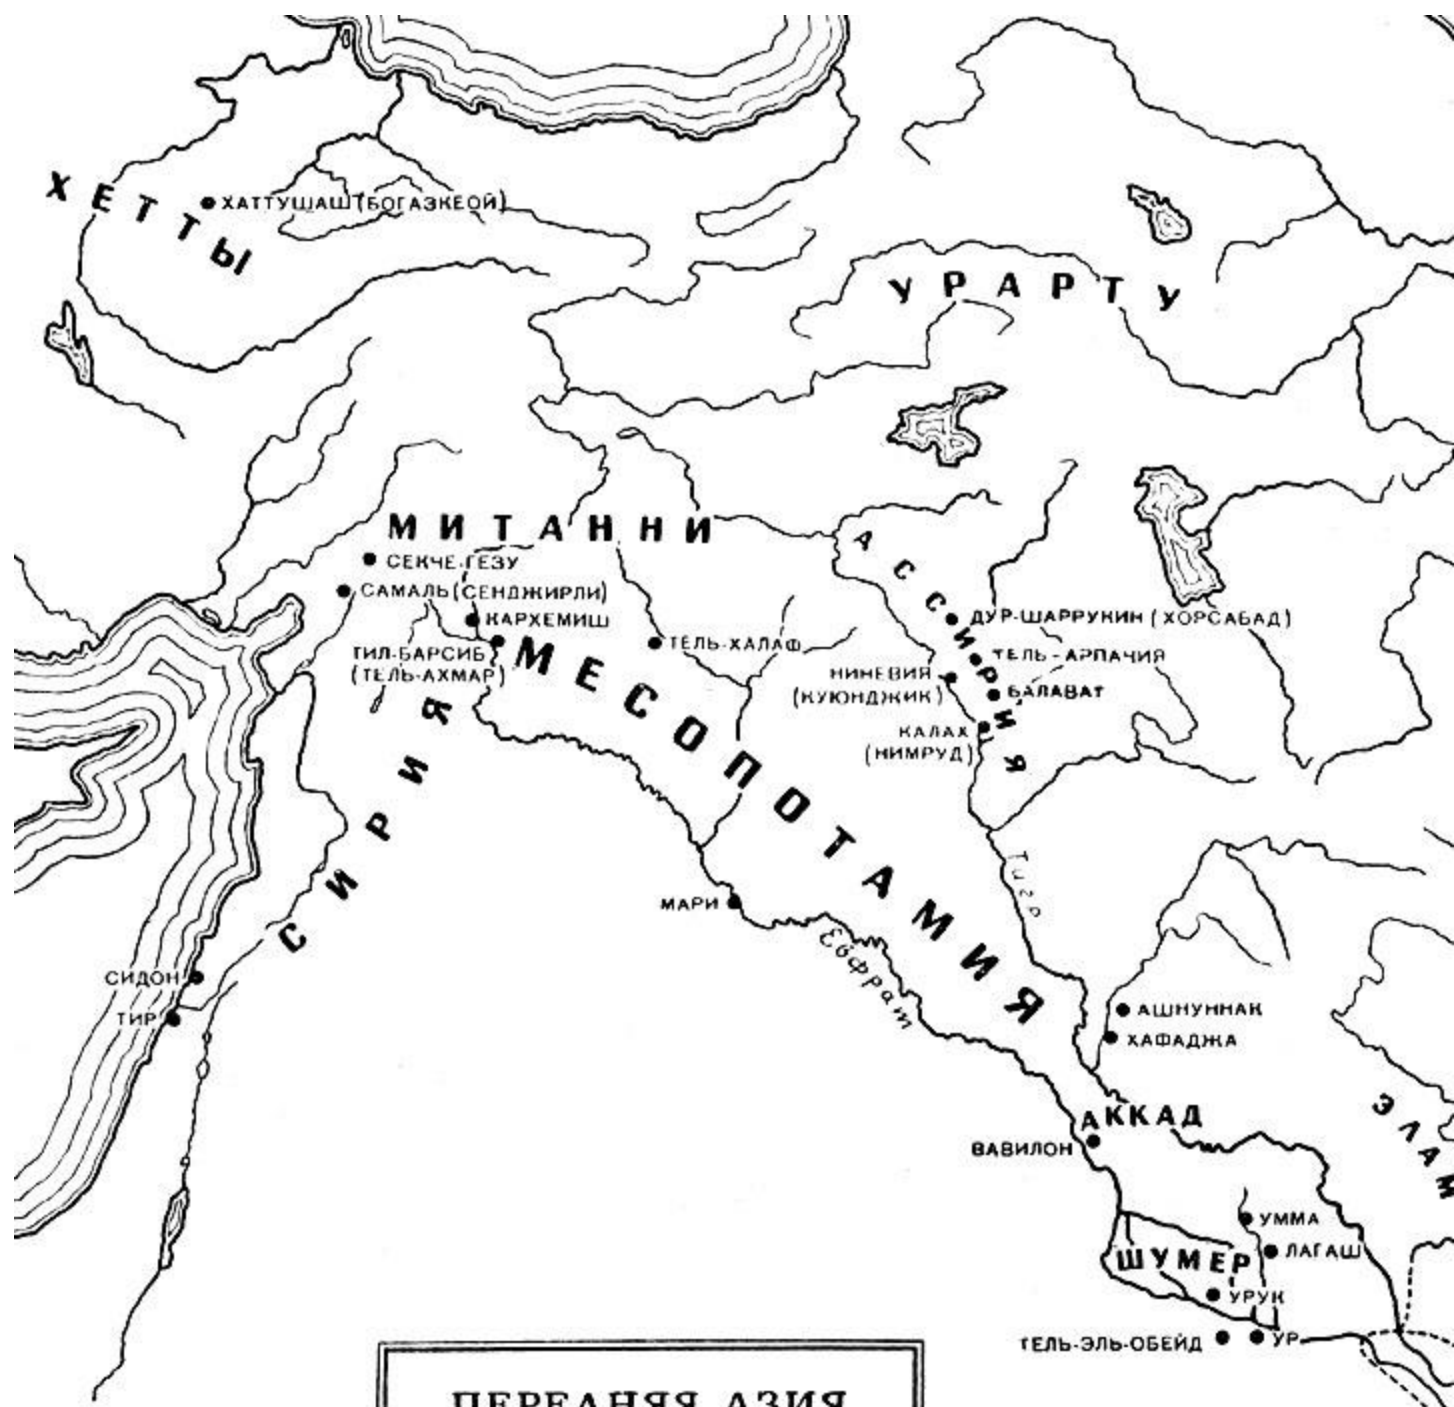 ХЕТТЫ
ХАТТУШАШ (БОГАЗКЕОЙ)
УРАРТУ
МИТАННИ
АССИРИЯ
СЕКЧЕ-ГЕЗУ
САМАЛЬ (СЕНДЖИРЛИ)
КАРХЕМИШ
ТИЛ-БАРСИБ
(ТЕЛЬ-АХМАР)
МЕСОПОТАМИЯ
ТЕЛЬ-ХАЛАФ
ДУР-ШАРРУКИН (ХОРСАБАД)
ТЕЛЬ-АРПАЧИЯ
НИНЕВИЯ
(КУЮНДЖИК)
БАЛАВАТ
КАЛАХ
(НИМРУД)
СИРИЯ
Тигр
МАРИ
Евфрат
СИДОН
ТИР
АШНУННАК
ХАФАДЖА
ЭЛАМ
АККАД
ВАВИЛОН
УММА
ЛАГАШ
ШУМЕР
УРУК
ТЕЛЬ-ЭЛЬ-ОБЕЙД
УР
ПЕРЕДНЯЯ АЗИЯ